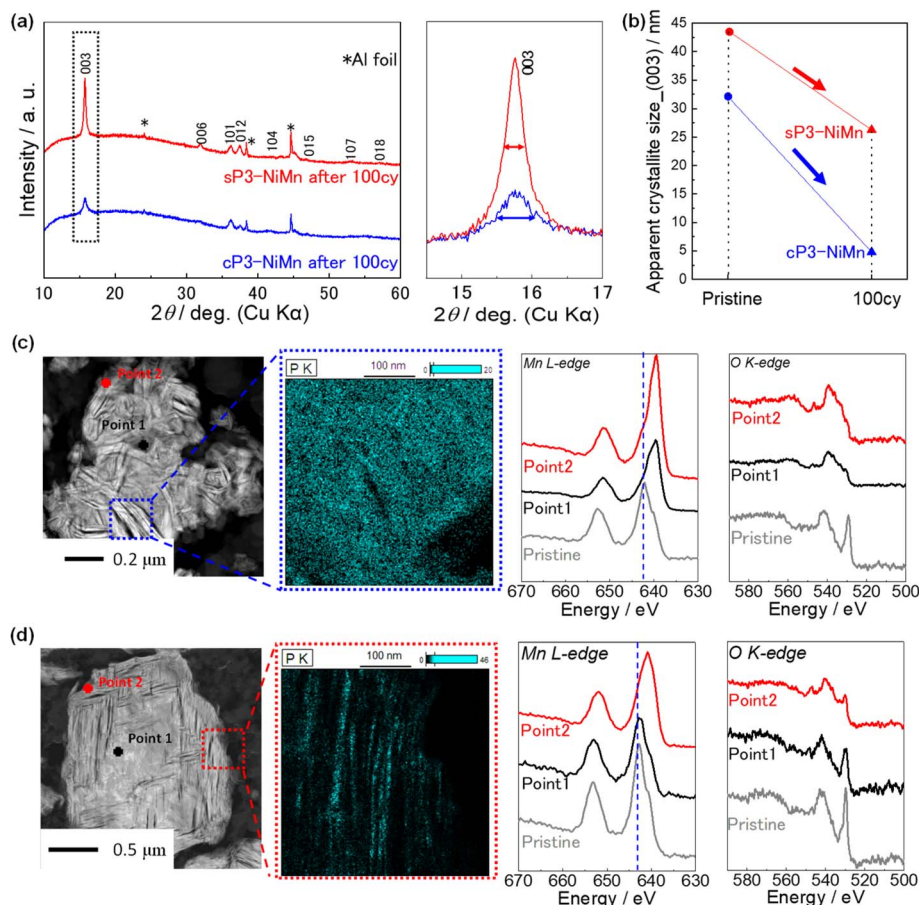 (a)
Intensity / a. u.
003
*Al foil
*
006
101
012
*
104
*
015
107
018
sP3-NiMn after 100cy
cP3-NiMn after 100cy
10 20 30 40 50 60
2θ / deg. (Cu Kα)
003
15 16 17
2θ / deg. (Cu Kα)
(b)
Apparent crystallite size_(003) / nm
45
40
35
30
25
20
15
10
5
0
sP3-NiMn
cP3-NiMn
Pristine 100cy
(c)
Point 2
Point 1
0.2 μm
P K
100 nm
0 20
Mn L-edge
Point2
Point1
Pristine
670 660 650 640 630
Energy / eV
O K-edge
Point2
Point1
Pristine
580 560 540 520 500
Energy / eV
(d)
Point 2
Point 1
0.5 μm
P K
100 nm
0 46
Mn L-edge
Point2
Point1
Pristine
670 660 650 640 630
Energy / eV
O K-edge
Point2
Point1
Pristine
580 560 540 520 500
Energy / eV